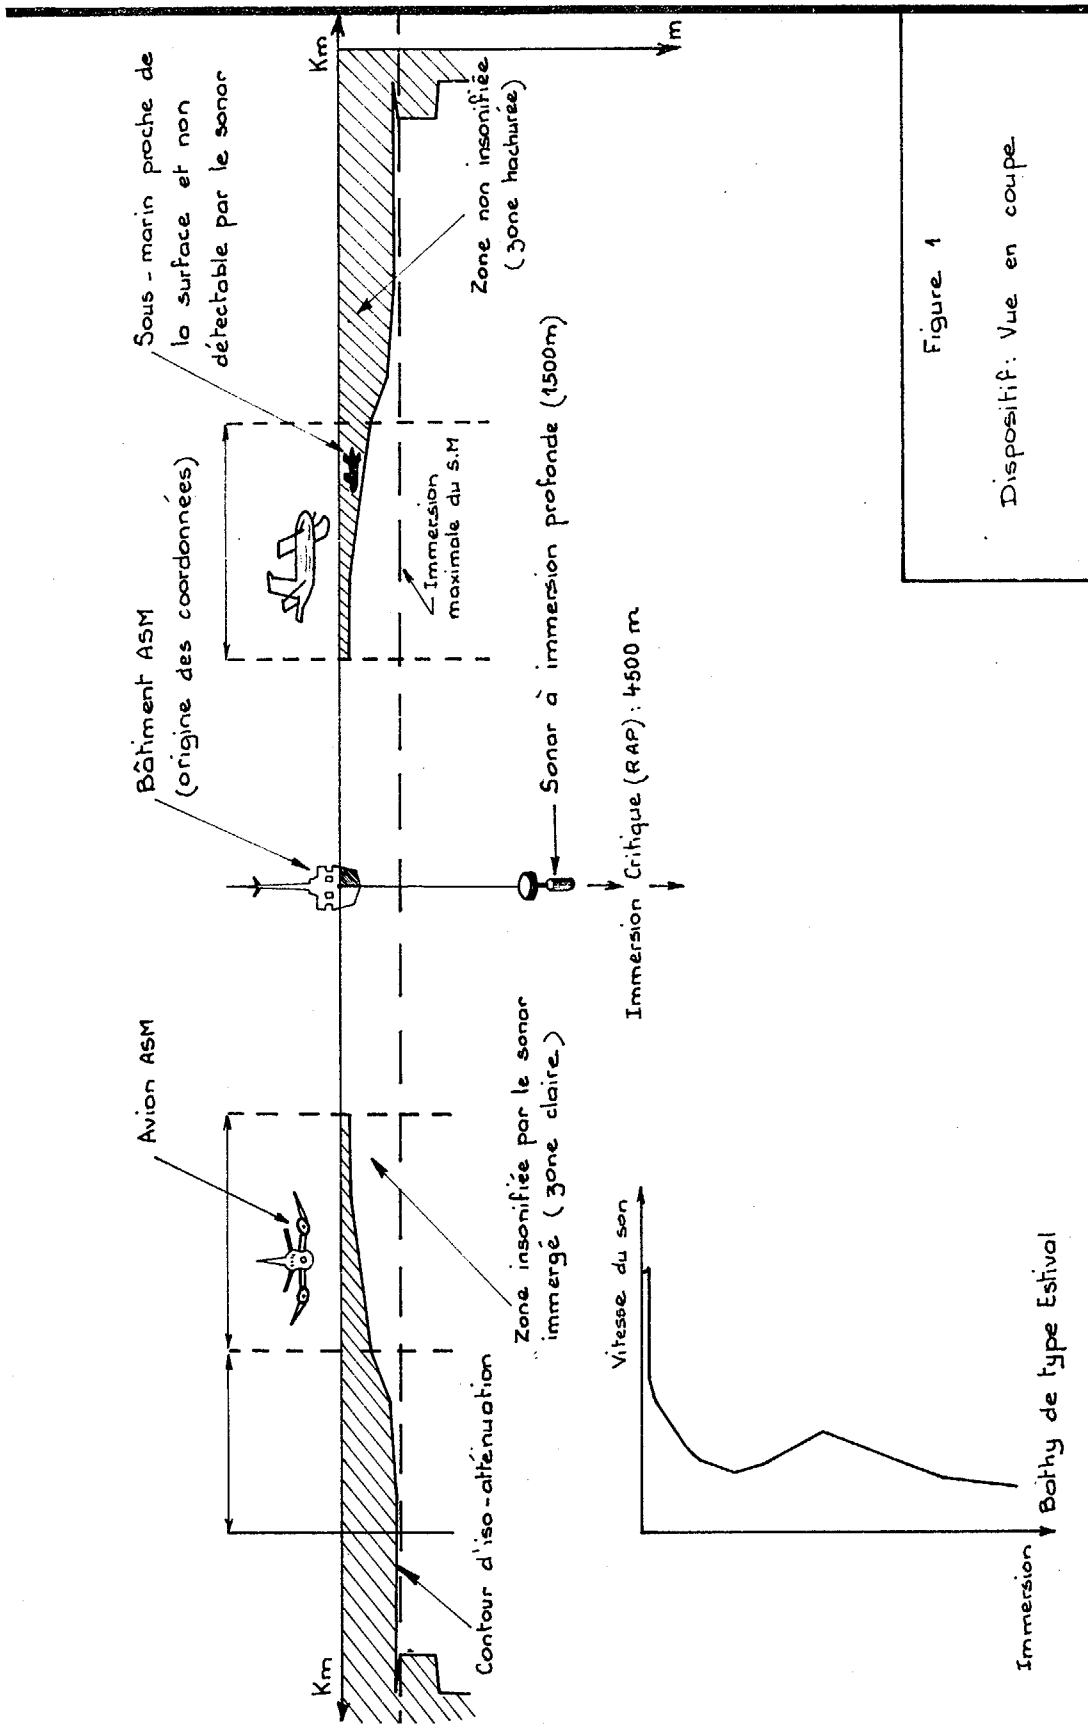 Km
Avion ASM
Bâtiment ASM
(origine des coordonnées)
Sous-marin proche de
la surface et non
détectable par le sonar
Km
m
Immersion
maximale du S.M
Zone non insonifiée
(zone hachurée)
Contour d'iso-atténuation
Zone insonifiée par le sonar
immergé (zone claire)
Sonar à immersion profonde (1500m)
Immersion Critique (RAP): 4500 m
Vitesse du son
Immersion
Bathy de type Estival
Figure 1
Dispositif: Vue en coupe